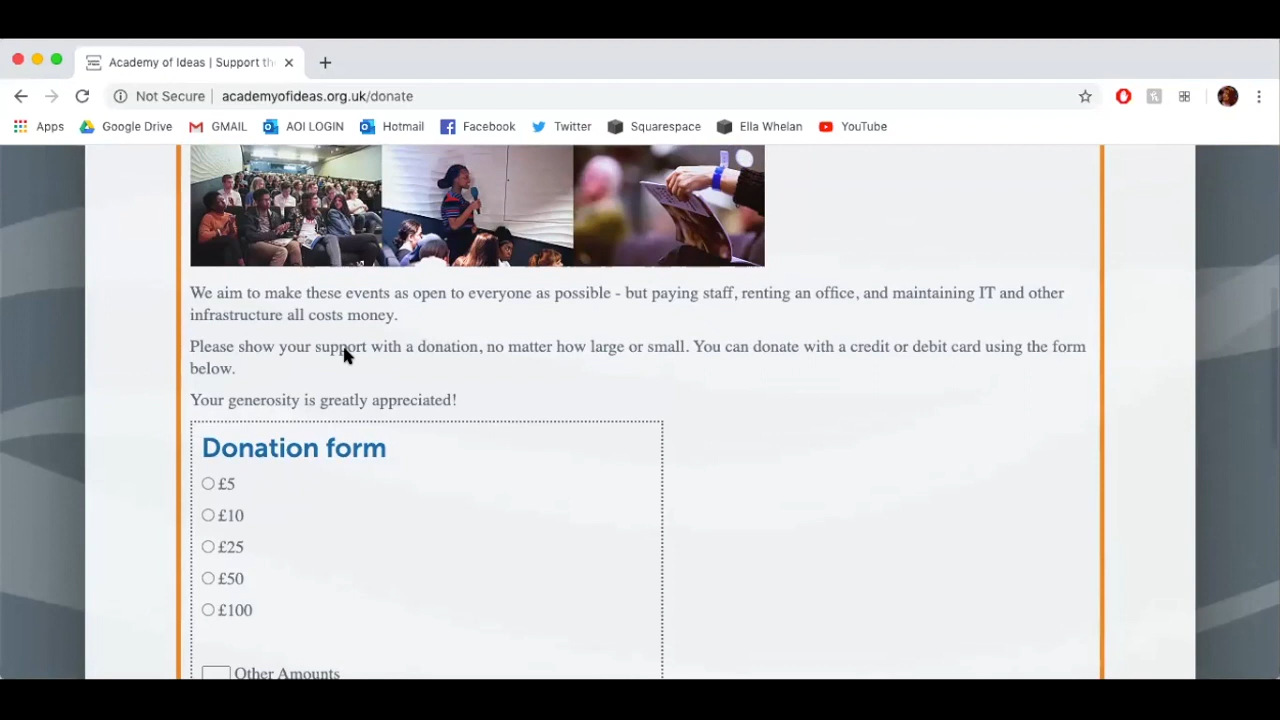 Academy of Ideas | Support th
Not Secure academyofideas.org.uk/donate
Apps Google Drive GMAIL AOI LOGIN Hotmail Facebook Twitter Squarespace Ella Whelan YouTube
We aim to make these events as open to everyone as possible - but paying staff, renting an office, and maintaining IT and other
infrastructure all costs money.
Please show your support with a donation, no matter how large or small. You can donate with a credit or debit card using the form
below.
Your generosity is greatly appreciated!
Donation form
£5
£10
£25
£50
£100
Other Amounts